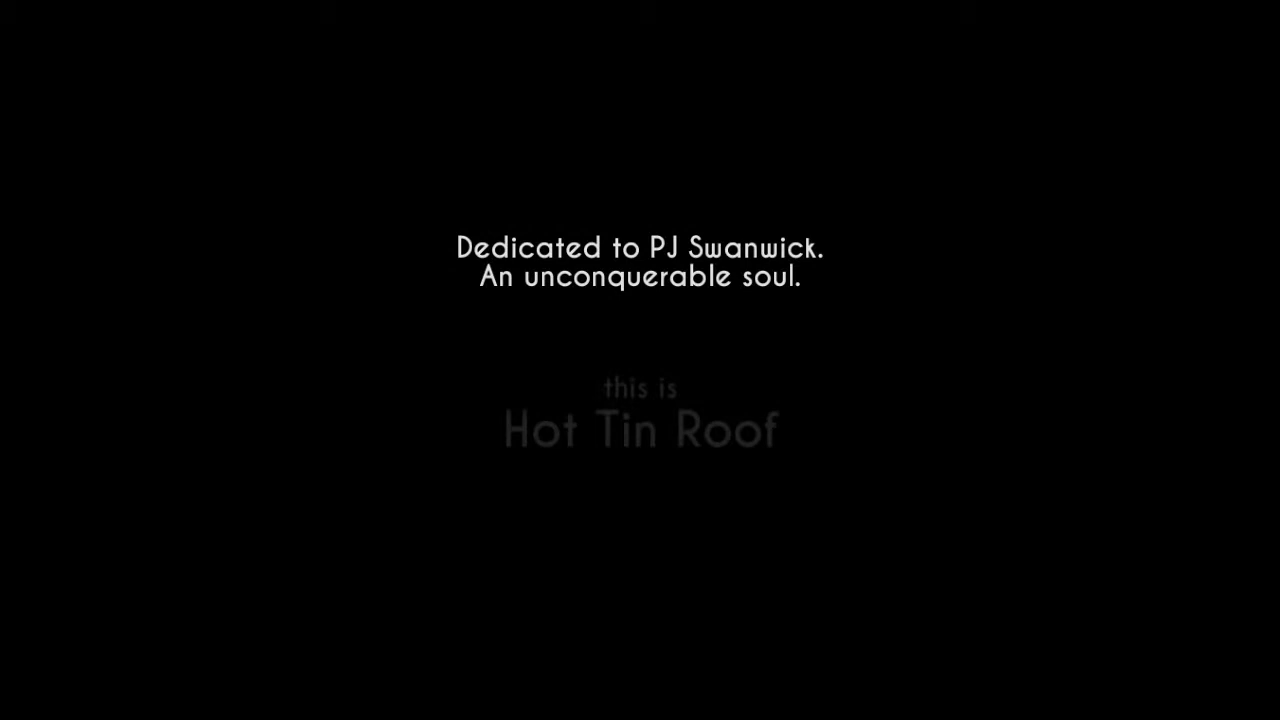 Dedicated to PJ Swanwick.
An unconquerable soul.
this is
Hot Tin Roof